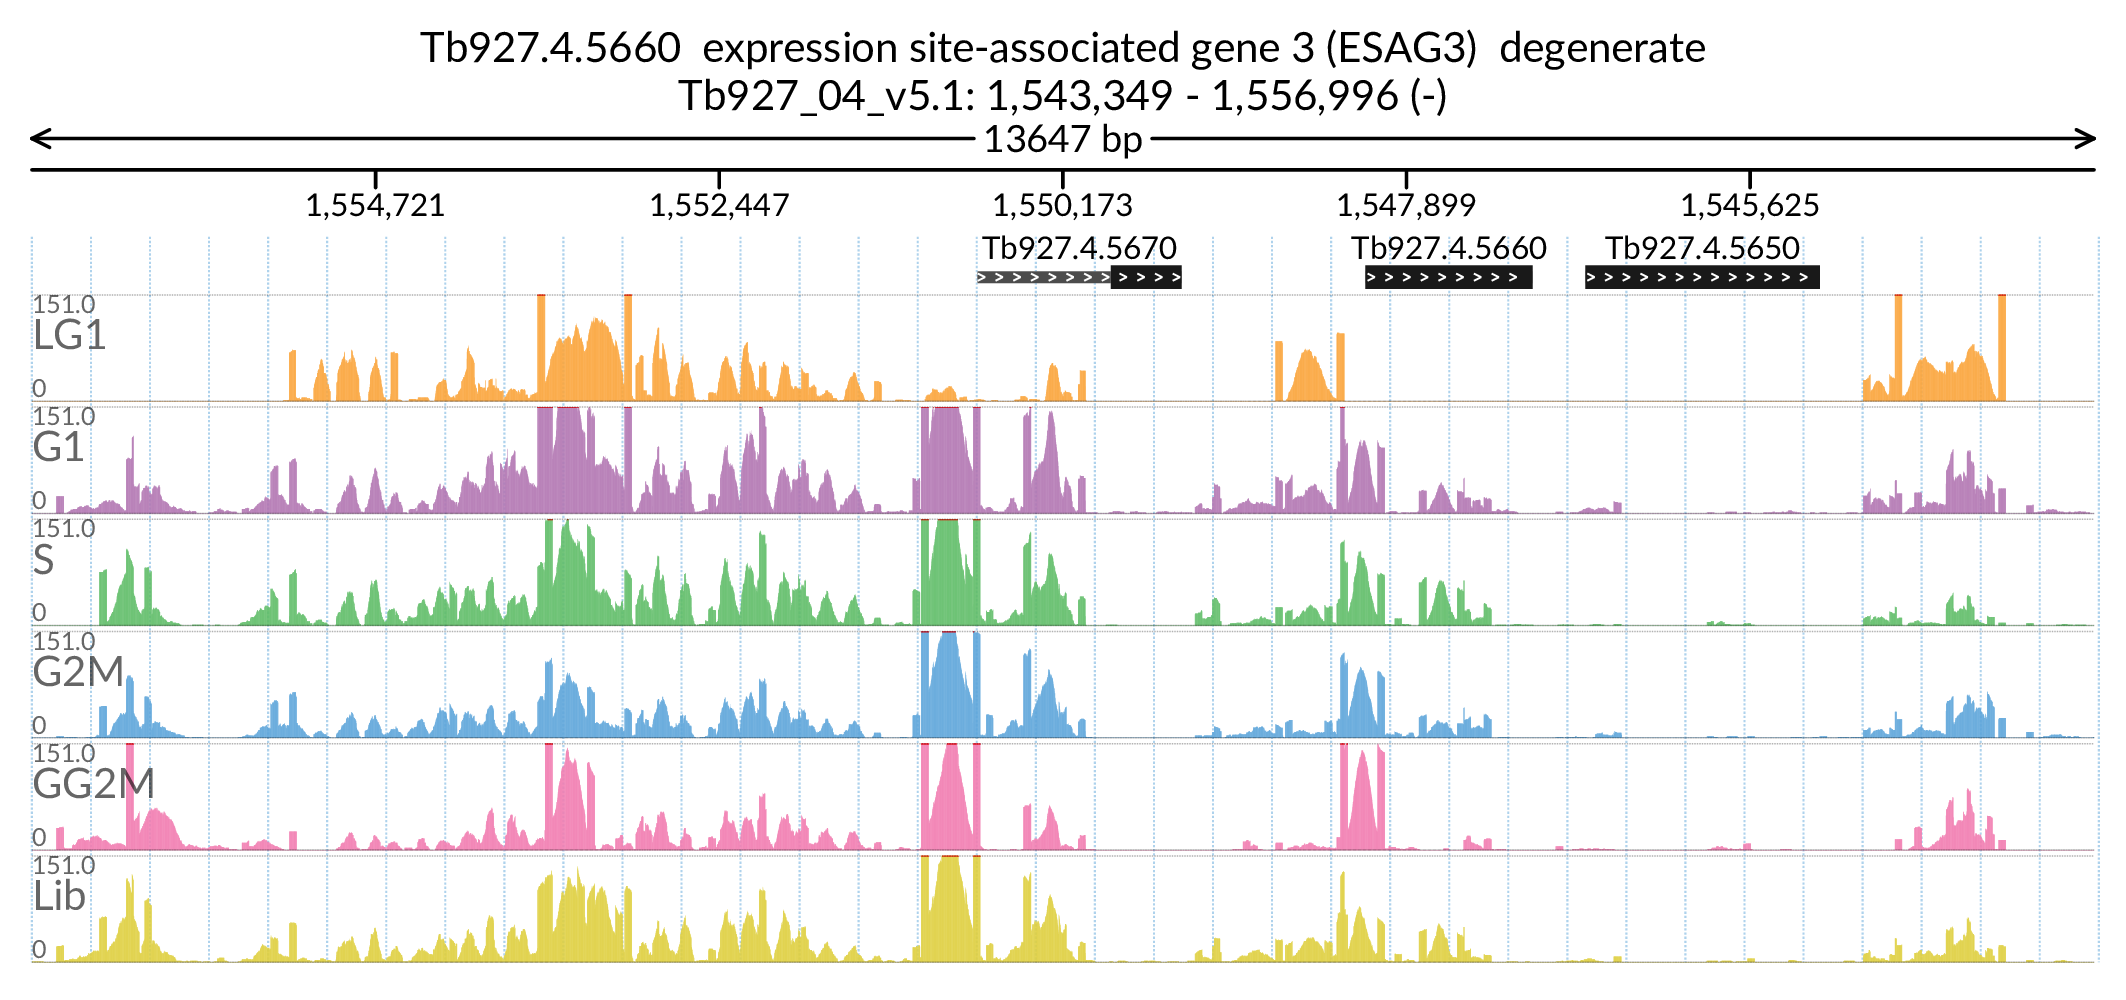 Tb927.4.5660  expression site-associated gene 3 (ESAG3)  degenerate
Tb927_04_v5.1: 1,543,349 - 1,556,996 (-)
13647 bp
1,554,721 1,552,447 1,550,173 1,547,899 1,545,625
Tb927.4.5670 Tb927.4.5660 Tb927.4.5650
151.0
LG1
0
151.0
G1
0
151.0
S
0
151.0
G2M
0
151.0
GG2M
0
151.0
Lib
0